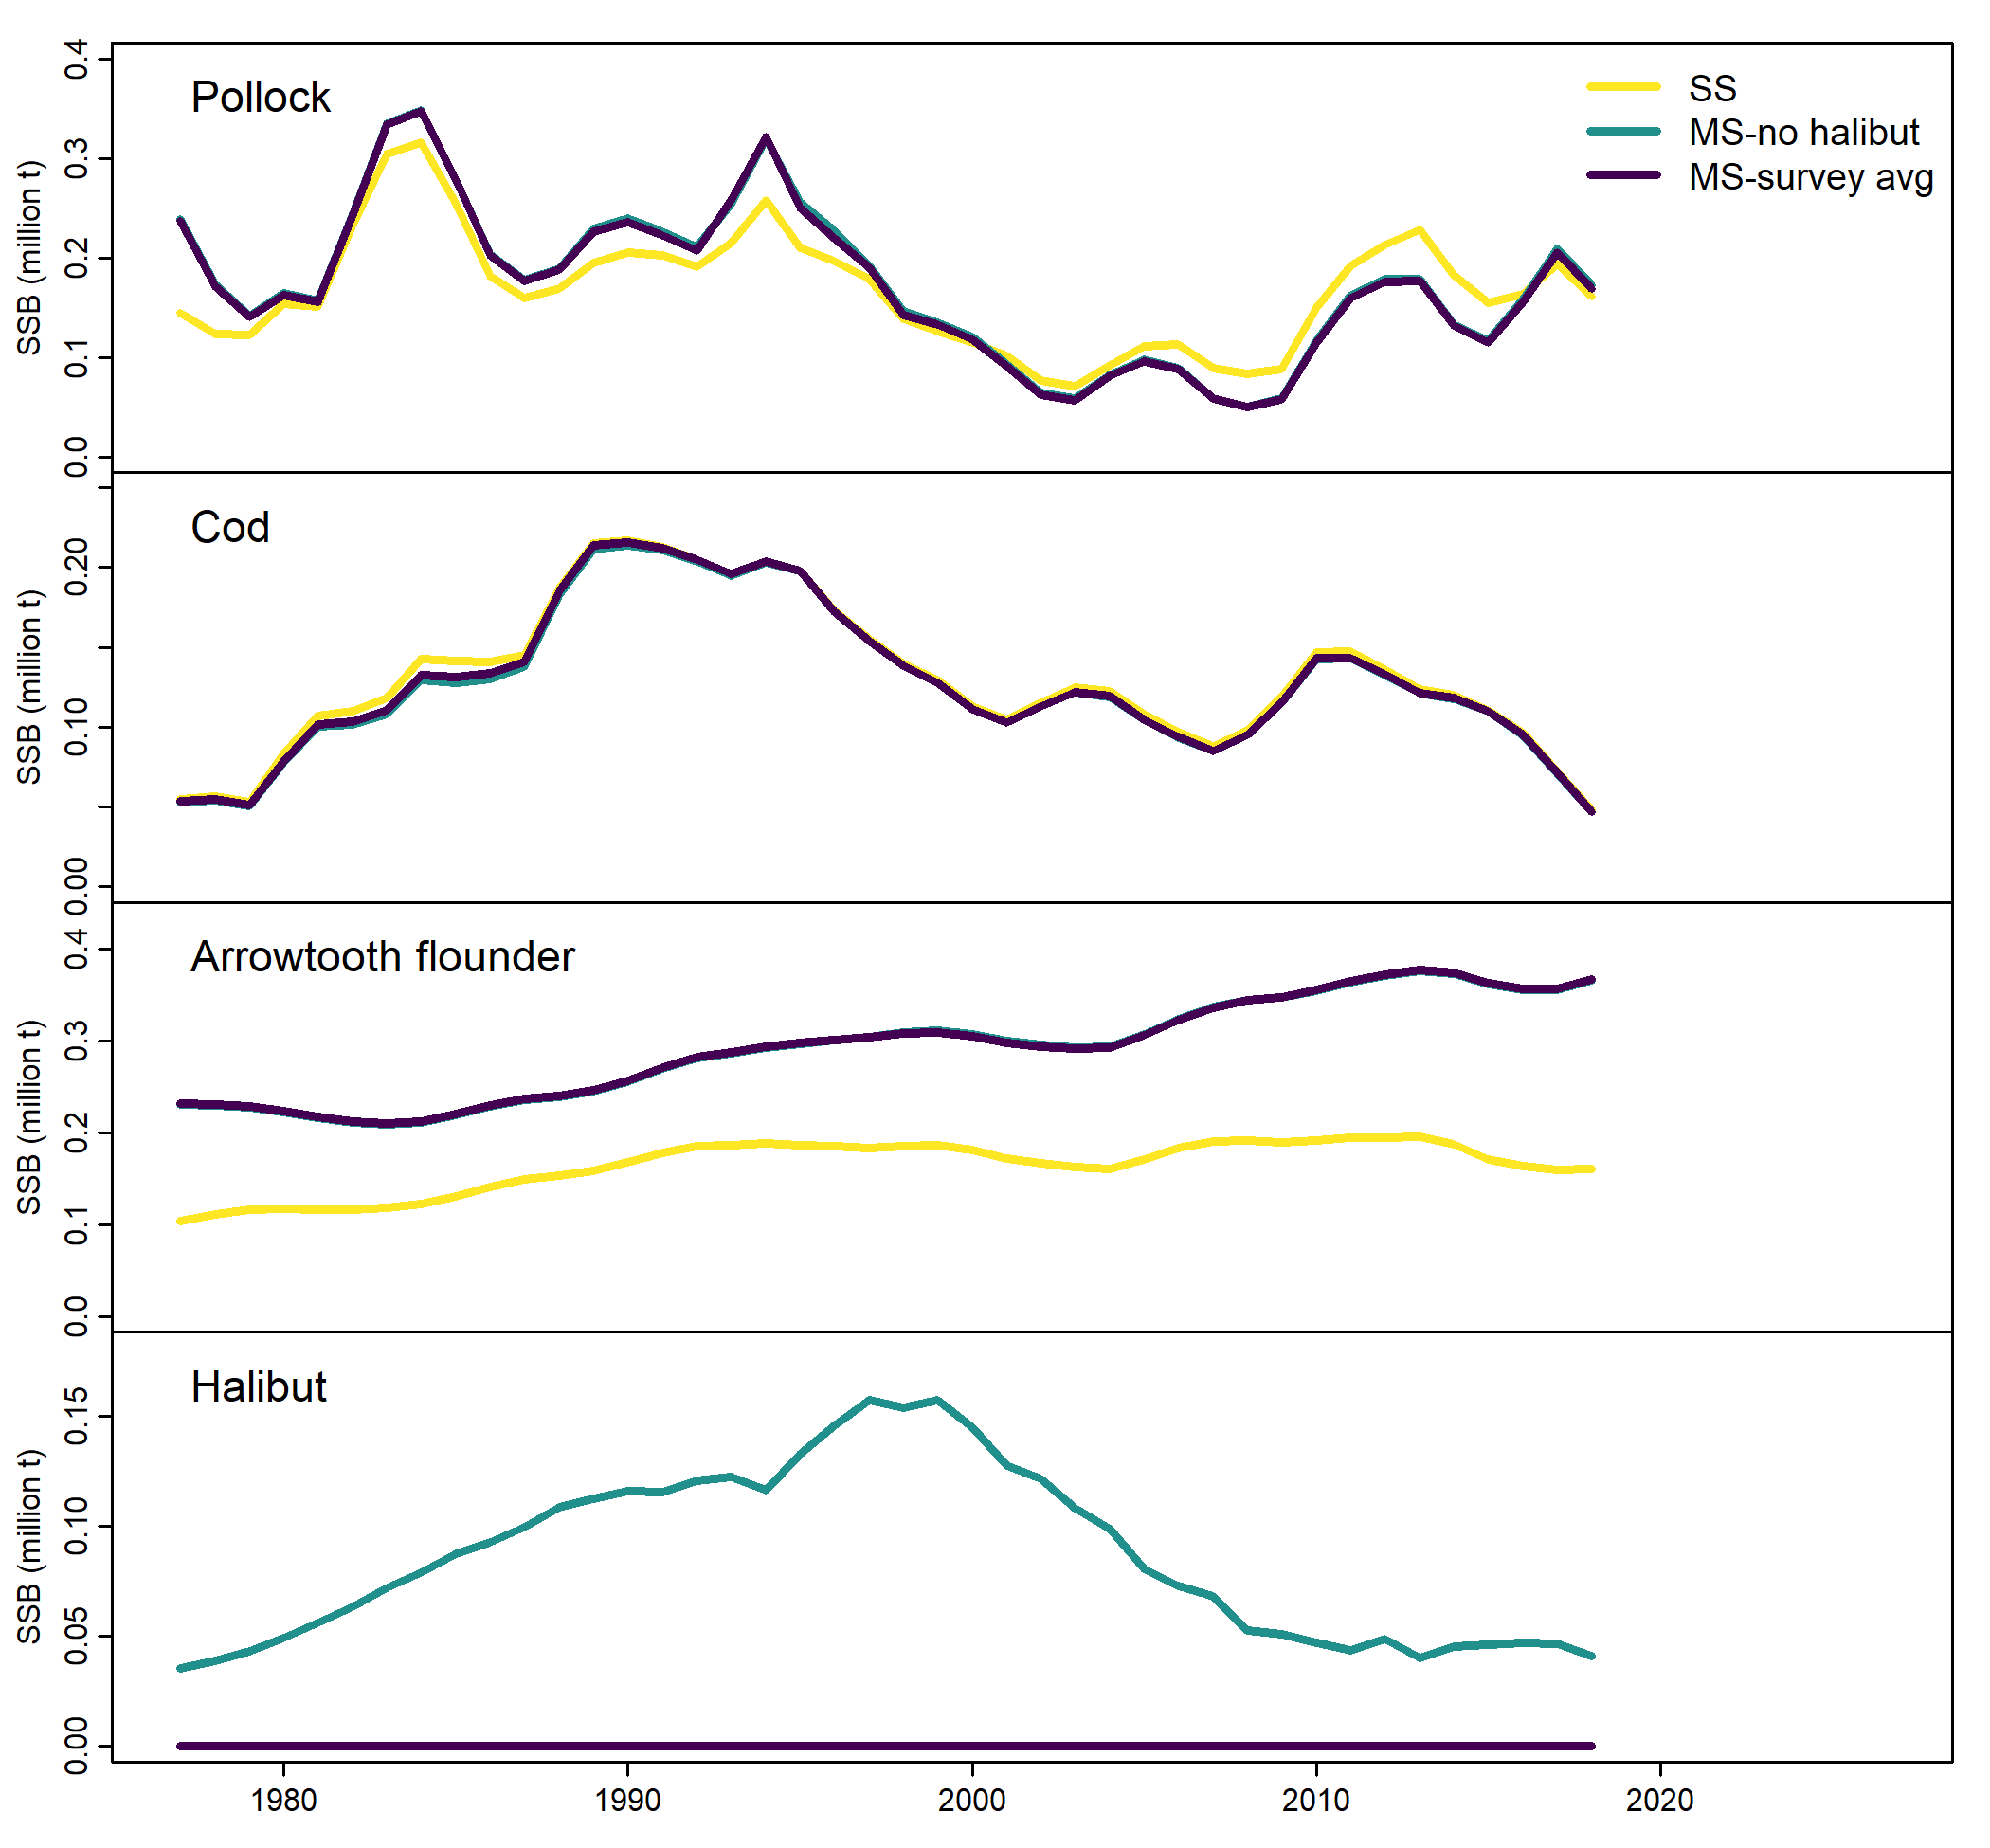 Pollock
SS
MS-no halibut
MS-survey avg
SSB (million t)
0.4
0.3
0.2
0.1
0.0
Cod
SSB (million t)
0.20
0.10
0.00
Arrowtooth flounder
SSB (million t)
0.4
0.3
0.2
0.1
0.0
Halibut
SSB (million t)
0.15
0.10
0.05
0.00
1980 1990 2000 2010 2020